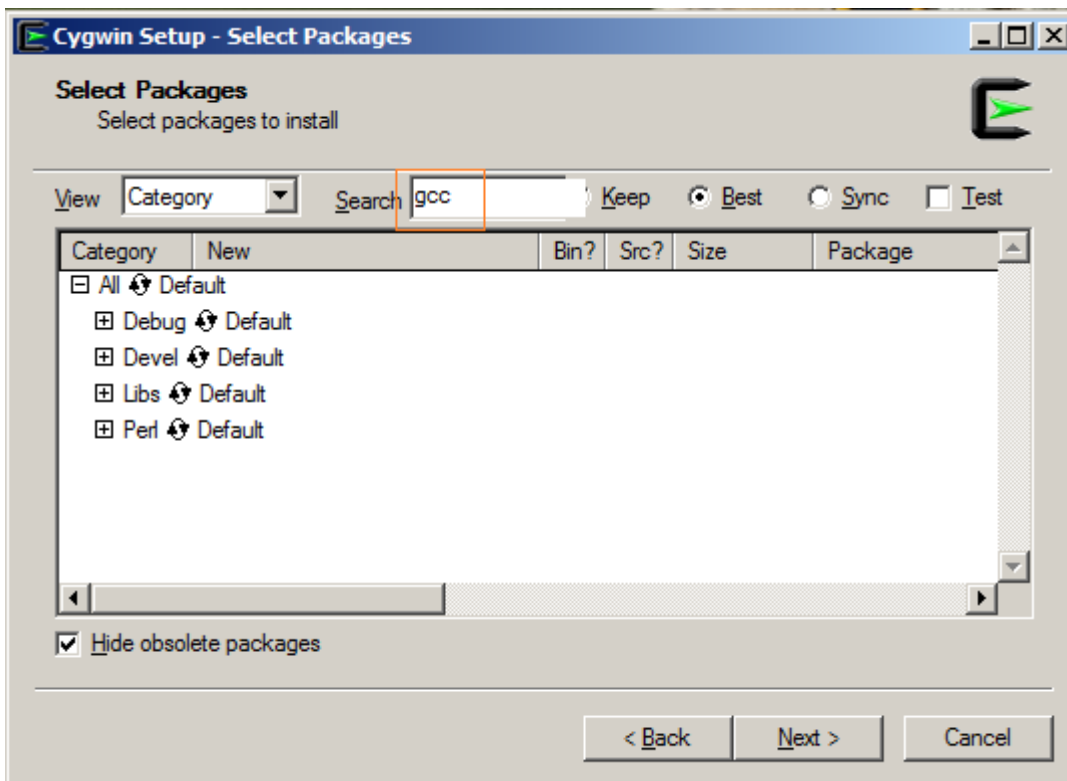 Cygwin Setup - Select Packages
Select Packages
Select packages to install
View Category Search gcc Keep Best Sync Test
Category New Bin? Src? Size Package
All Default
Debug Default
Devel Default
Libs Default
Perl Default
Hide obsolete packages
< Back Next > Cancel